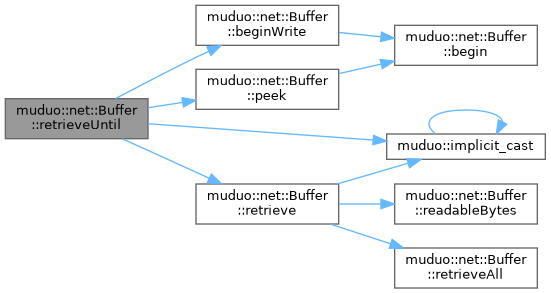 muduo::net::Buffer
::retrieveUntil
muduo::net::Buffer
::beginWrite
muduo::net::Buffer
::peek
muduo::net::Buffer
::begin
muduo::implicit_cast
muduo::net::Buffer
::retrieve
muduo::net::Buffer
::readableBytes
muduo::net::Buffer
::retrieveAll